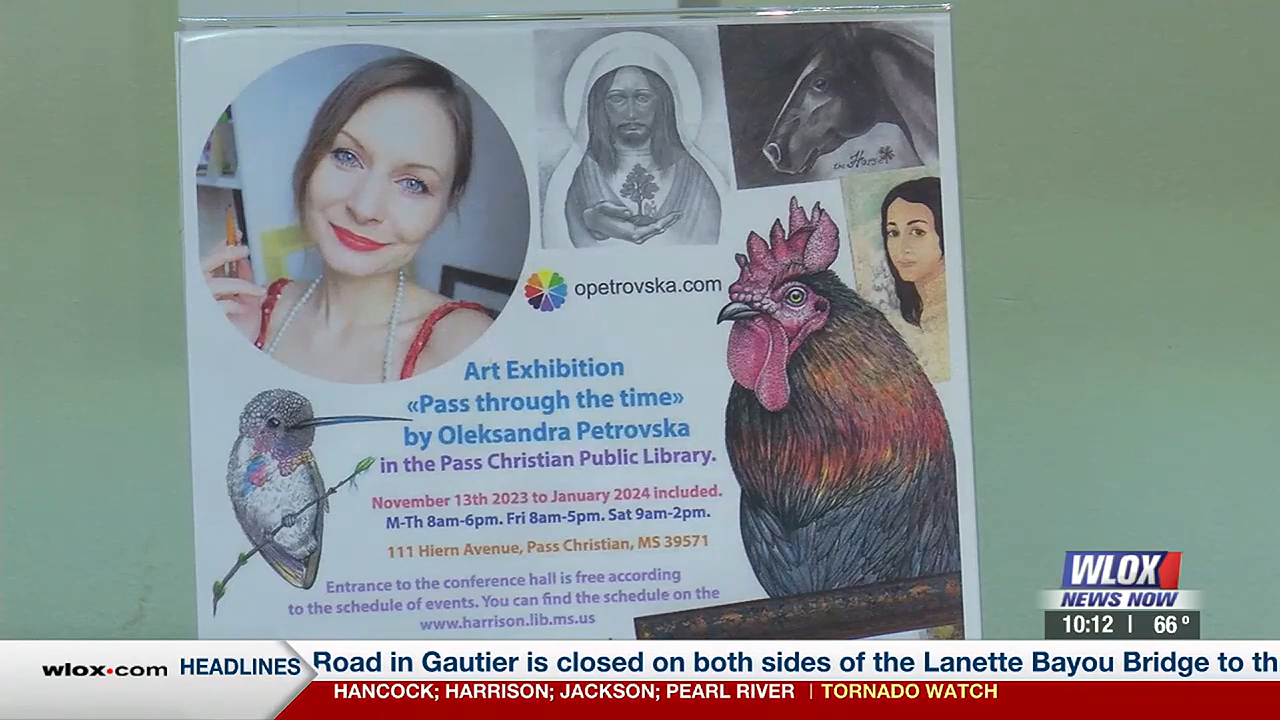 the Horse
opetrovska.com
Art Exhibition
«Pass through the time»
by Oleksandra Petrovska
in the Pass Christian Public Library.
November 13th 2023 to January 2024 included.
M-Th 8am-6pm. Fri 8am-5pm. Sat 9am-2pm.
111 Hiern Avenue, Pass Christian, MS 39571
Entrance to the conference hall is free according
to the schedule of events. You can find the schedule on the
www.harrison.lib.ms.us
WLOX
NEWS NOW
10:12 | 66°
wlox.com HEADLINES Road in Gautier is closed on both sides of the Lanette Bayou Bridge to th
HANCOCK; HARRISON; JACKSON; PEARL RIVER | TORNADO WATCH